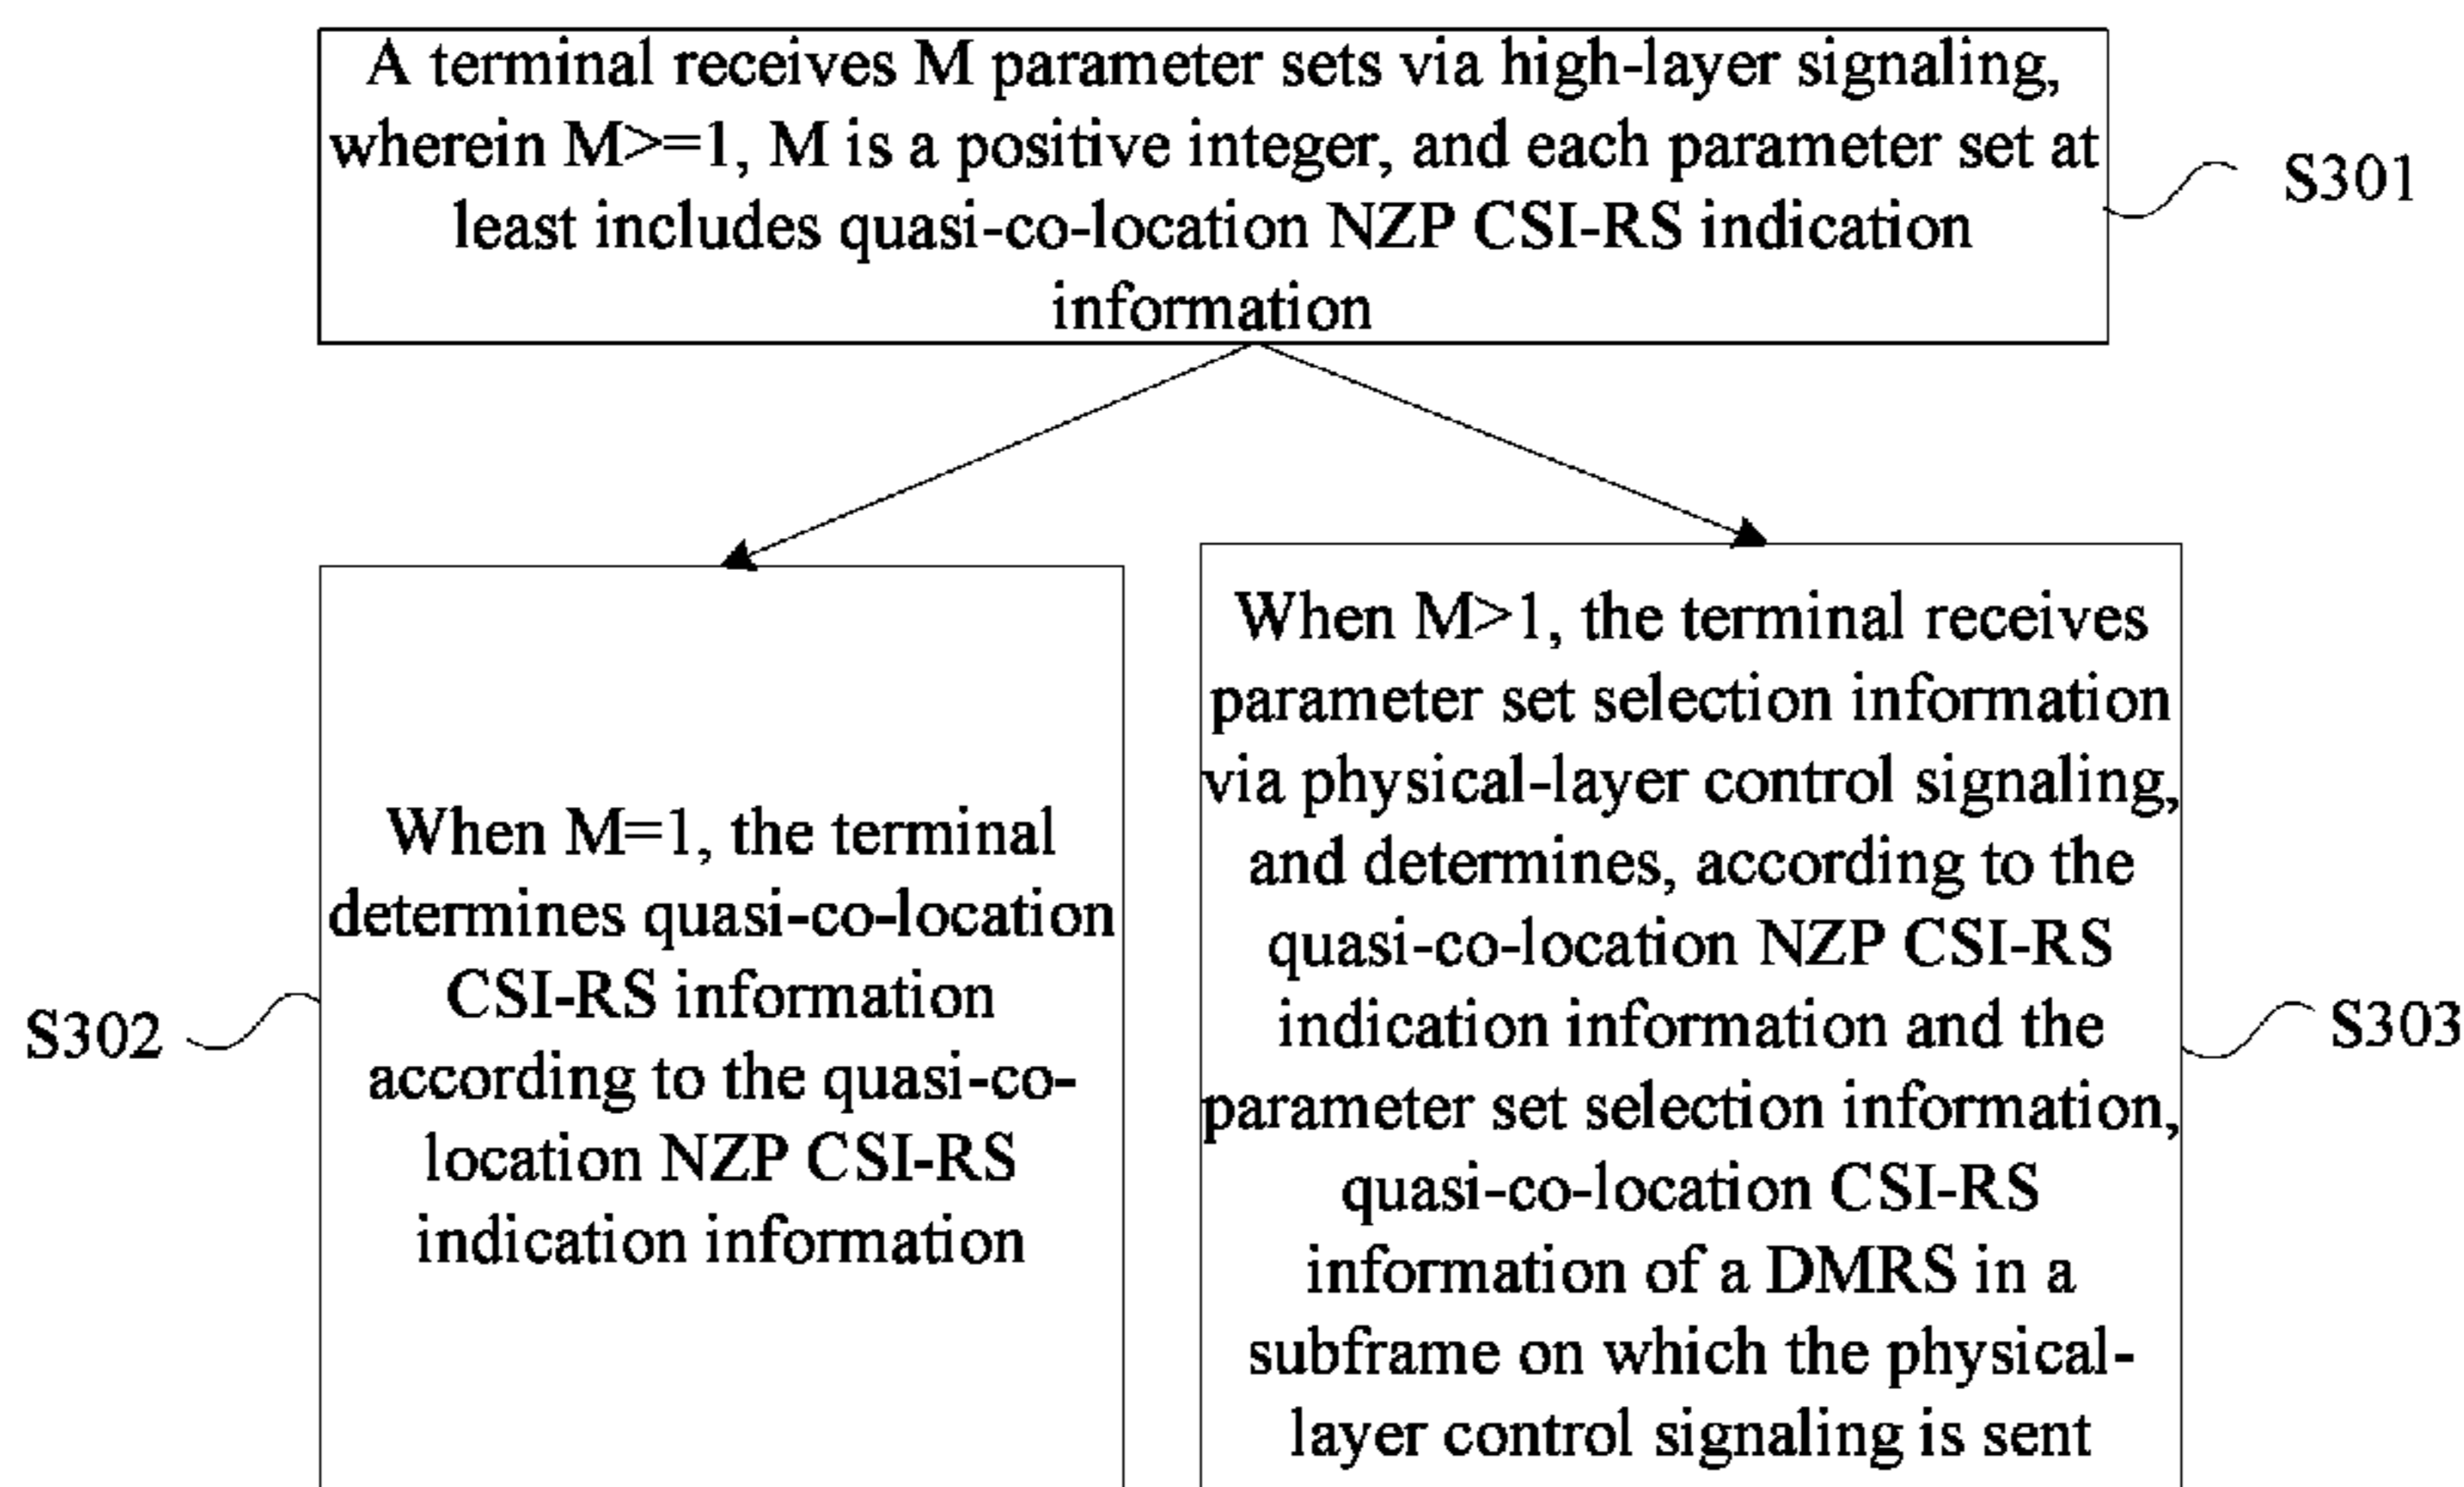 A terminal receives M parameter sets via high-layer signaling,
wherein M>=1, M is a positive integer, and each parameter set at
least includes quasi-co-location NZP CSI-RS indication
information
S301
When M=1, the terminal
determines quasi-co-location
CSI-RS information
according to the quasi-co-
location NZP CSI-RS
indication information
S302
When M>1, the terminal receives
parameter set selection information
via physical-layer control signaling,
and determines, according to the
quasi-co-location NZP CSI-RS
indication information and the
parameter set selection information,
quasi-co-location CSI-RS
information of a DMRS in a
subframe on which the physical-
layer control signaling is sent
S303